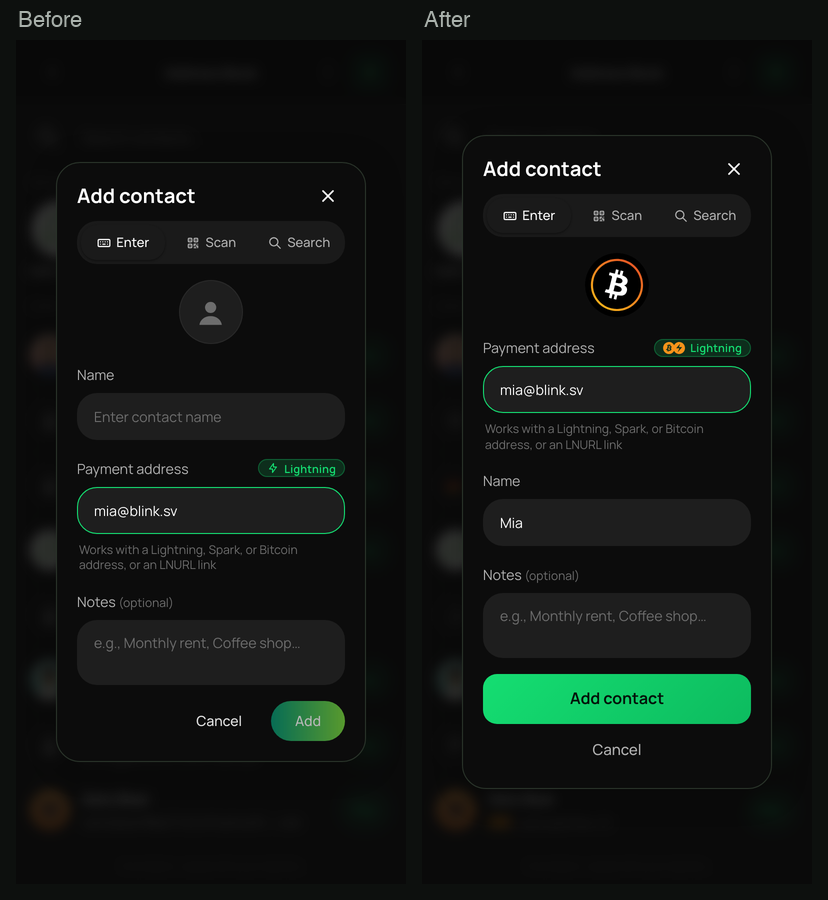 Before
Add contact
Enter
Scan
Search
Name
Enter contact name
Payment address
Lightning
mia@blink.sv
Works with a Lightning, Spark, or Bitcoin
address, or an LNURL link
Notes (optional)
e.g., Monthly rent, Coffee shop...
Cancel
Add
After
Add contact
Enter
Scan
Search
Payment address
Lightning
mia@blink.sv
Works with a Lightning, Spark, or Bitcoin
address, or an LNURL link
Name
Mia
Notes (optional)
e.g., Monthly rent, Coffee shop...
Add contact
Cancel